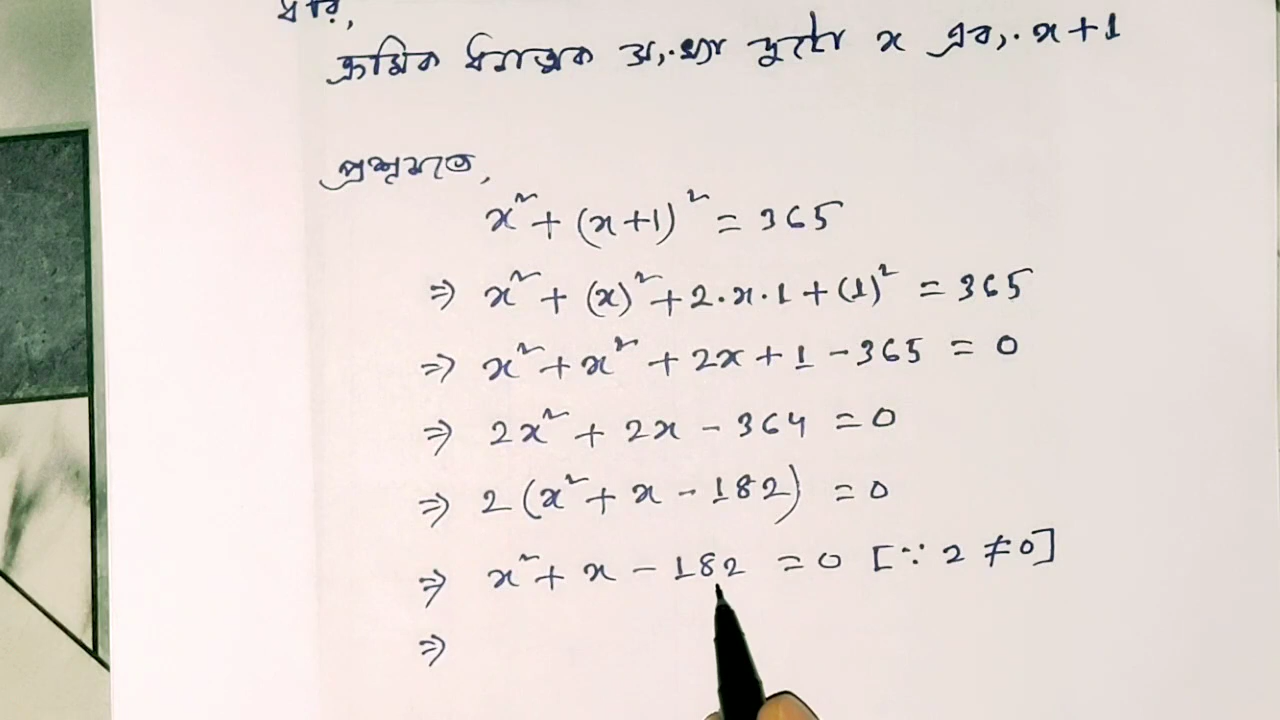 ধরি,
ক্রমিক ধনাত্মক সংখ্যা দুটো x এবং x+1
প্রশ্নমতে,
x² + (x+1)² = 365
⇒ x² + (x)² + 2·x·1 + (1)² = 365
⇒ x² + x² + 2x + 1 - 365 = 0
⇒ 2x² + 2x - 364 = 0
⇒ 2(x² + x - 182) = 0
⇒ x² + x - 182 = 0 [∵ 2 ≠ 0]
⇒